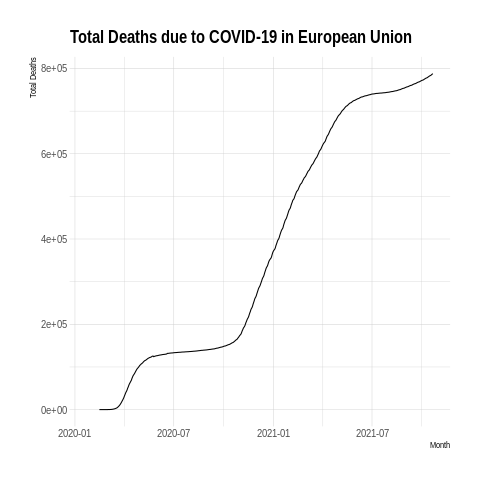 Total Deaths due to COVID-19 in European Union
Total Deaths
8e+05
6e+05
4e+05
2e+05
0e+00
2020-01 2020-07 2021-01 2021-07
Month